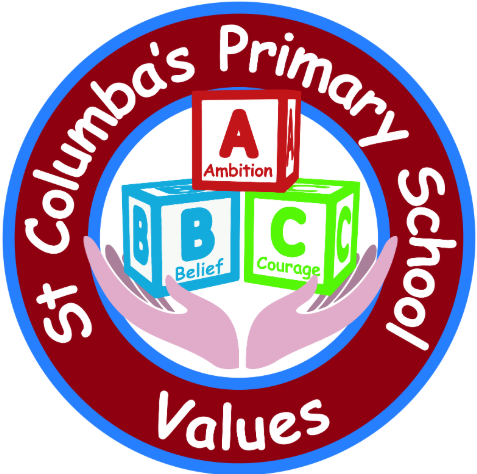 St Columba's Primary School
A
A
Ambition
B
B
Belief
C
C
Courage
Values